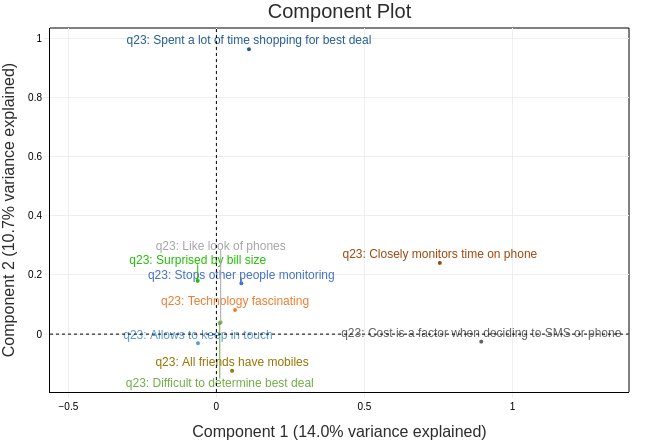 Component Plot
Component 2 (10.7% variance explained)
1
0.8
0.6
0.4
0.2
0
q23: Spent a lot of time shopping for best deal
q23: Like look of phones
q23: Closely monitors time on phone
q23: Surprised by bill size
q23: Stops other people monitoring
q23: Technology fascinating
q23: Allows to keep in touch
q23: Cost is a factor when deciding to SMS or phone
q23: All friends have mobiles
q23: Difficult to determine best deal
−0.5
0
0.5
1
Component 1 (14.0% variance explained)